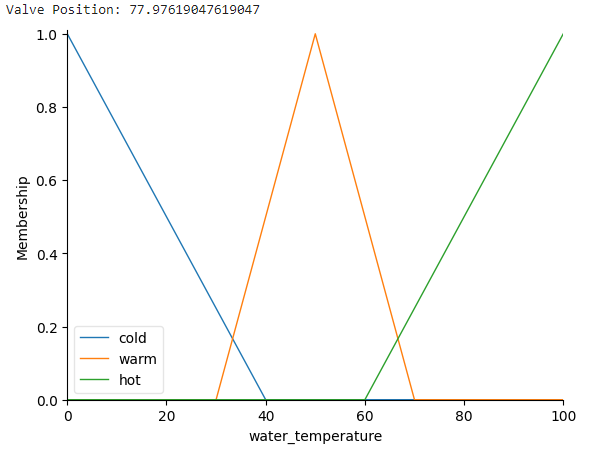 Valve Position: 77.97619047619047
1.0
0.8
0.6
0.4
0.2
0.0
Membership
cold
warm
hot
0 20 40 60 80 100
water_temperature